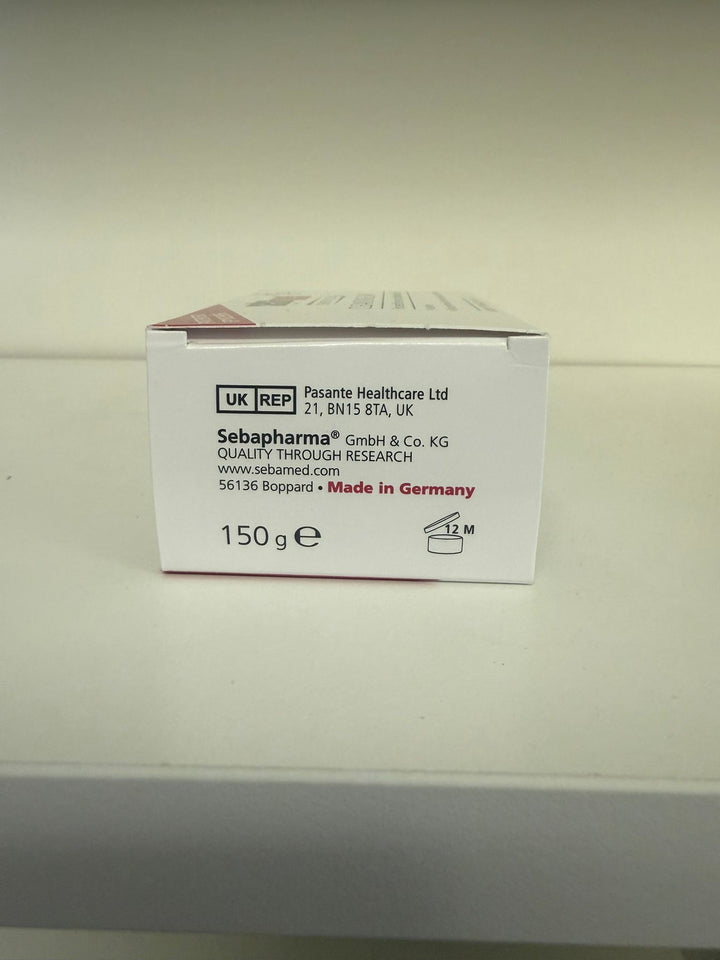 UK REP
Pasante Healthcare Ltd
21, BN15 8TA, UK
Sebapharma® GmbH & Co. KG
QUALITY THROUGH RESEARCH
www.sebamed.com
56136 Boppard • Made in Germany
150 g ℮
12 M